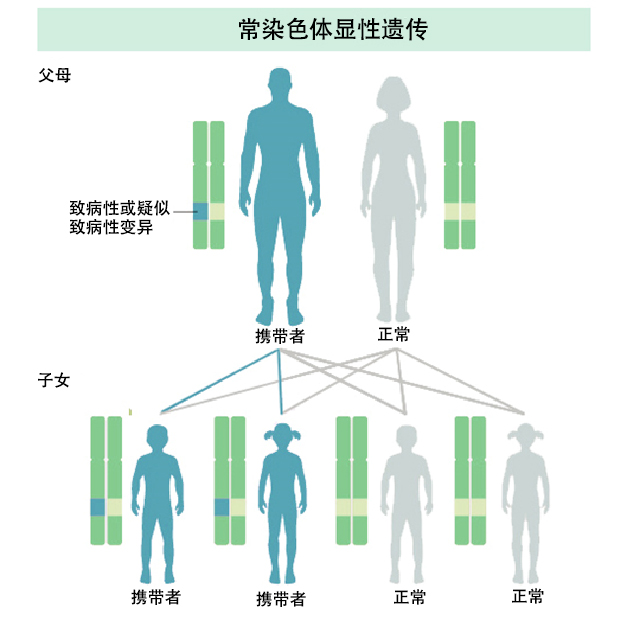 常染色体显性遗传
父母
致病性或疑似
致病性变异
携带者
正常
子女
携带者
携带者
正常
正常